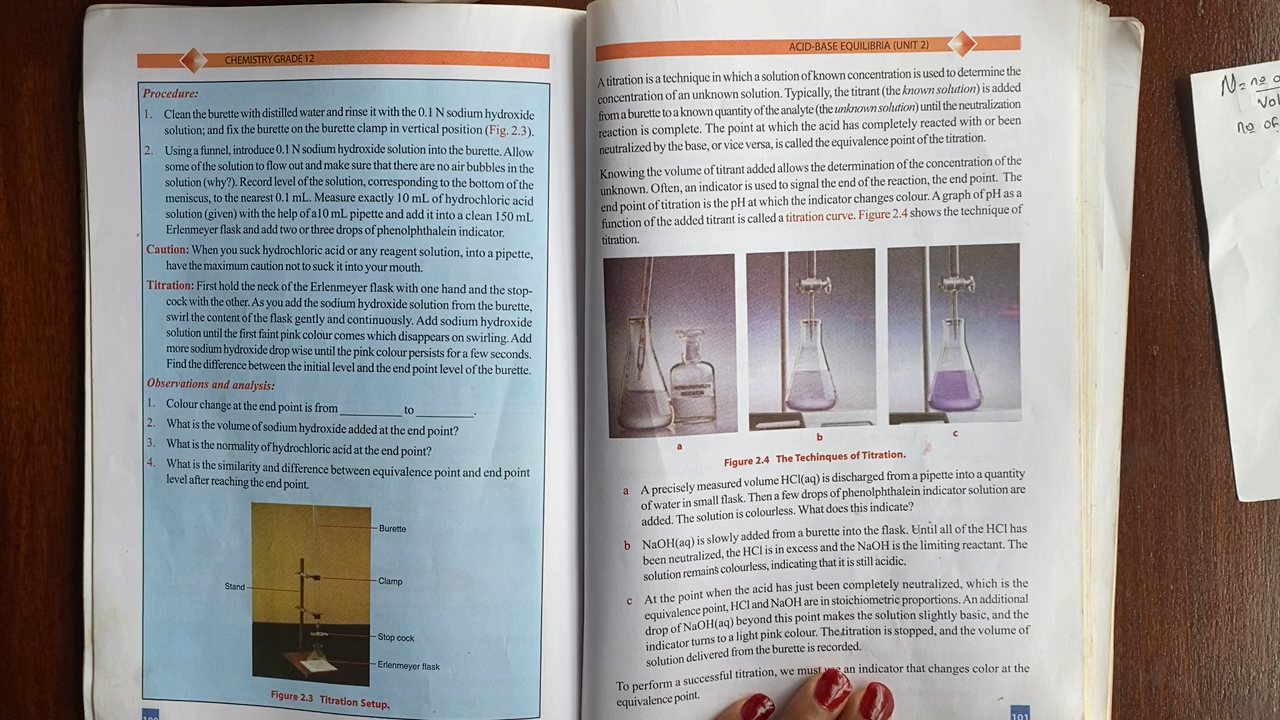 CHEMISTRY GRADE 12
Procedure:
1. Clean the burette with distilled water and rinse it with the 0.1 N sodium hydroxide
solution; and fix the burette on the burette clamp in vertical position (Fig. 2.3).
2. Using a funnel, introduce 0.1 N sodium hydroxide solution into the burette. Allow
some of the solution to flow out and make sure that there are no air bubbles in the
solution (why?). Record level of the solution, corresponding to the bottom of the
meniscus, to the nearest 0.1 mL. Measure exactly 10 mL of hydrochloric acid
solution (given) with the help of a10 mL pipette and add it into a clean 150 mL
Erlenmeyer flask and add two or three drops of phenolphthalein indicator.
Caution: When you suck hydrochloric acid or any reagent solution, into a pipette,
have the maximum caution not to suck it into your mouth.
Titration: First hold the neck of the Erlenmeyer flask with one hand and the stop-
cock with the other. As you add the sodium hydroxide solution from the burette,
swirl the content of the flask gently and continuously. Add sodium hydroxide
solution until the first faint pink colour comes which disappears on swirling. Add
more sodium hydroxide drop wise until the pink colour persists for a few seconds.
Find the difference between the initial level and the end point level of the burette.
Observations and analysis:
1. Colour change at the end point is from __________ to __________.
2. What is the volume of sodium hydroxide added at the end point?
3. What is the normality of hydrochloric acid at the end point?
4. What is the similarity and difference between equivalence point and end point
level after reaching the end point.
Burette
Clamp
Stand
Stop cock
Erlenmeyer flask
Figure 2.3 Titration Setup.
100
ACID-BASE EQUILIBRIA (UNIT 2)
A titration is a technique in which a solution of known concentration is used to determine the
concentration of an unknown solution. Typically, the titrant (the known solution) is added
from a burette to a known quantity of the analyte (the unknown solution) until the neutralization
reaction is complete. The point at which the acid has completely reacted with or been
neutralized by the base, or vice versa, is called the equivalence point of the titration.
Knowing the volume of titrant added allows the determination of the concentration of the
unknown. Often, an indicator is used to signal the end of the reaction, the end point. The
end point of titration is the pH at which the indicator changes colour. A graph of pH as a
function of the added titrant is called a titration curve. Figure 2.4 shows the technique of
titration.
INDICATOR
a
b
c
Figure 2.4 The Techinques of Titration.
a A precisely measured volume HCl(aq) is discharged from a pipette into a quantity
of water in small flask. Then a few drops of phenolphthalein indicator solution are
added. The solution is colourless. What does this indicate?
b NaOH(aq) is slowly added from a burette into the flask. Until all of the HCl has
been neutralized, the HCl is in excess and the NaOH is the limiting reactant. The
solution remains colourless, indicating that it is still acidic.
c At the point when the acid has just been completely neutralized, which is the
equivalence point, HCl and NaOH are in stoichiometric proportions. An additional
drop of NaOH(aq) beyond this point makes the solution slightly basic, and the
indicator turns to a light pink colour. The titration is stopped, and the volume of
solution delivered from the burette is recorded.
To perform a successful titration, we must an indicator that changes color at the
equivalence point.
101
N = no
Vol
no of